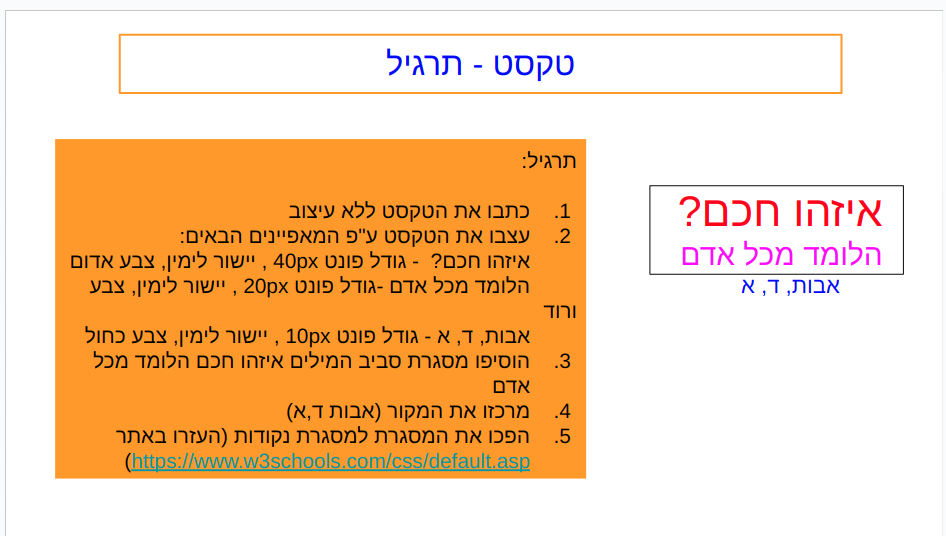 טקסט - תרגיל
תרגיל:
1. כתבו את הטקסט ללא עיצוב
2. עצבו את הטקסט ע"פ המאפיינים הבאים:
איזהו חכם? - גודל פונט 40px , יישור לימין, צבע אדום
הלומד מכל אדם -גודל פונט 20px , יישור לימין, צבע
ורוד
אבות, ד, א - גודל פונט 10px , יישור לימין, צבע כחול
3. הוסיפו מסגרת סביב המילים איזהו חכם הלומד מכל
אדם
4. מרכזו את המקור (אבות ד,א)
5. הפכו את המסגרת למסגרת נקודות (העזרו באתר
https://www.w3schools.com/css/default.asp)
איזהו חכם?
הלומד מכל אדם
אבות, ד, א